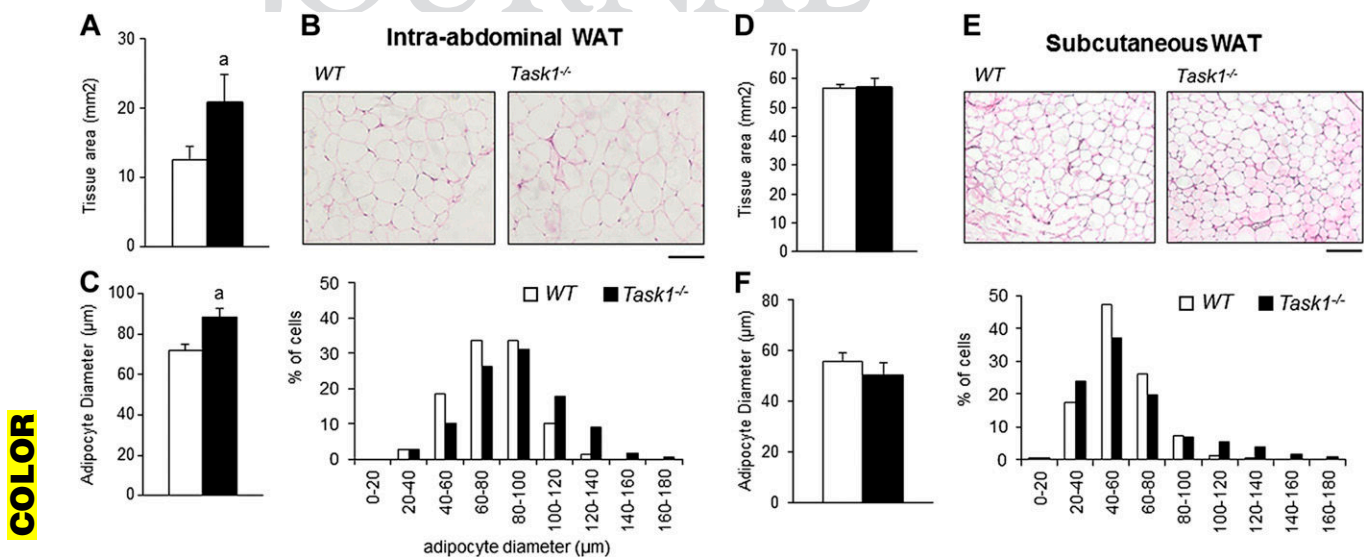 JOURNAL
A
Tissue area (mm2)
30
20
10
0
a
B
Intra-abdominal WAT
WT
Task1-/-
D
Tissue area (mm2)
70
60
50
40
30
20
10
0
E
Subcutaneous WAT
WT
Task1-/-
C
Adipocyte Diameter (µm)
100
80
60
40
20
0
a
% of cells
50
40
30
20
10
0
WT
Task1-/-
0-20
20-40
40-60
60-80
80-100
100-120
120-140
140-160
160-180
adipocyte diameter (µm)
F
Adipocyte Diameter (µm)
80
60
40
20
0
% of cells
50
40
30
20
10
0
WT
Task1-/-
0-20
20-40
40-60
60-80
80-100
100-120
120-140
140-160
160-180
COLOR